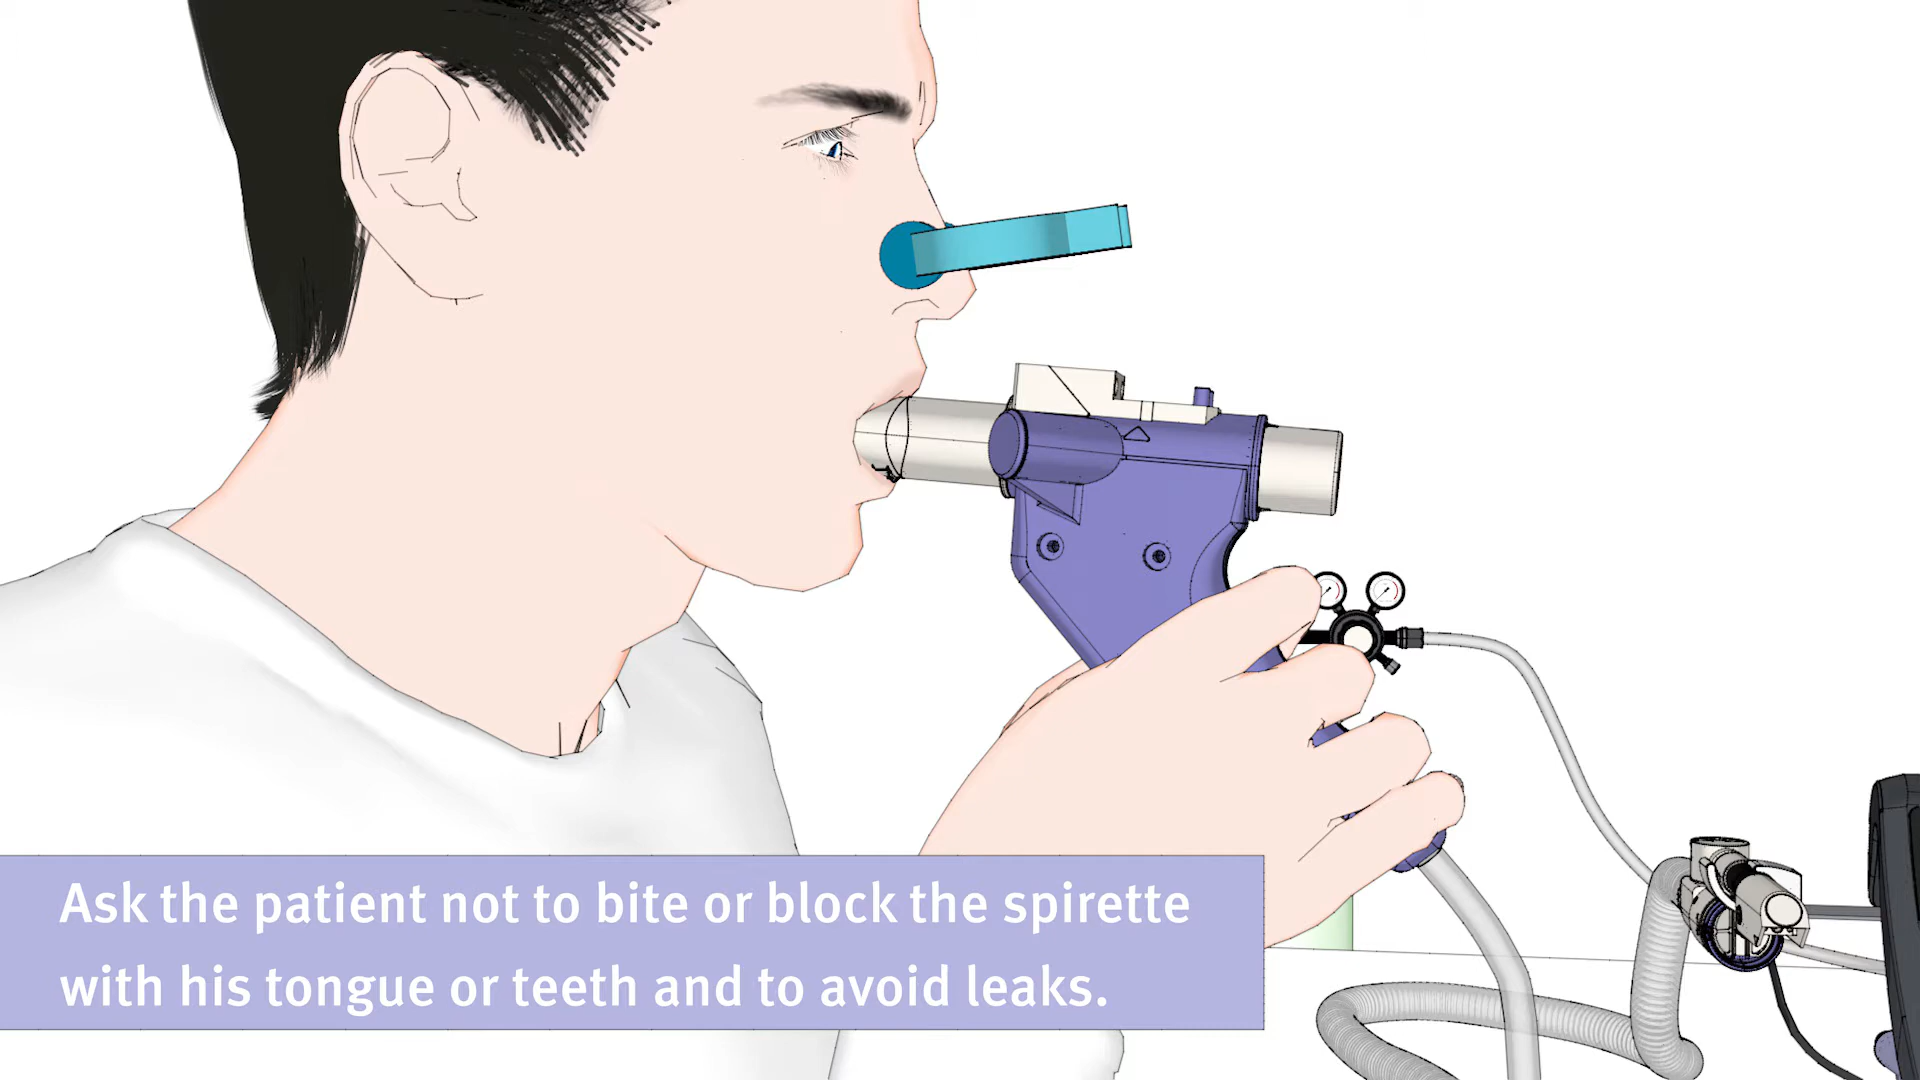 Ask the patient not to bite or block the spirette
with his tongue or teeth and to avoid leaks.